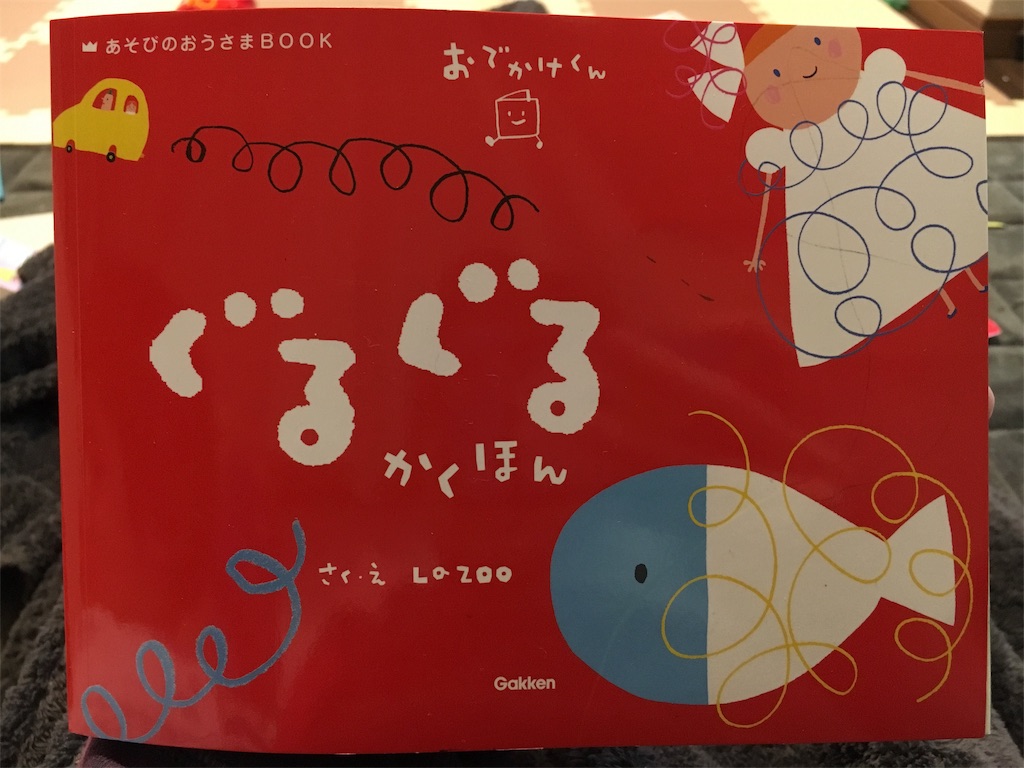 あそびのおうさまBOOK
おでかけくん
ぐるぐる
かくほん
さく・え LaZOO
Gakken